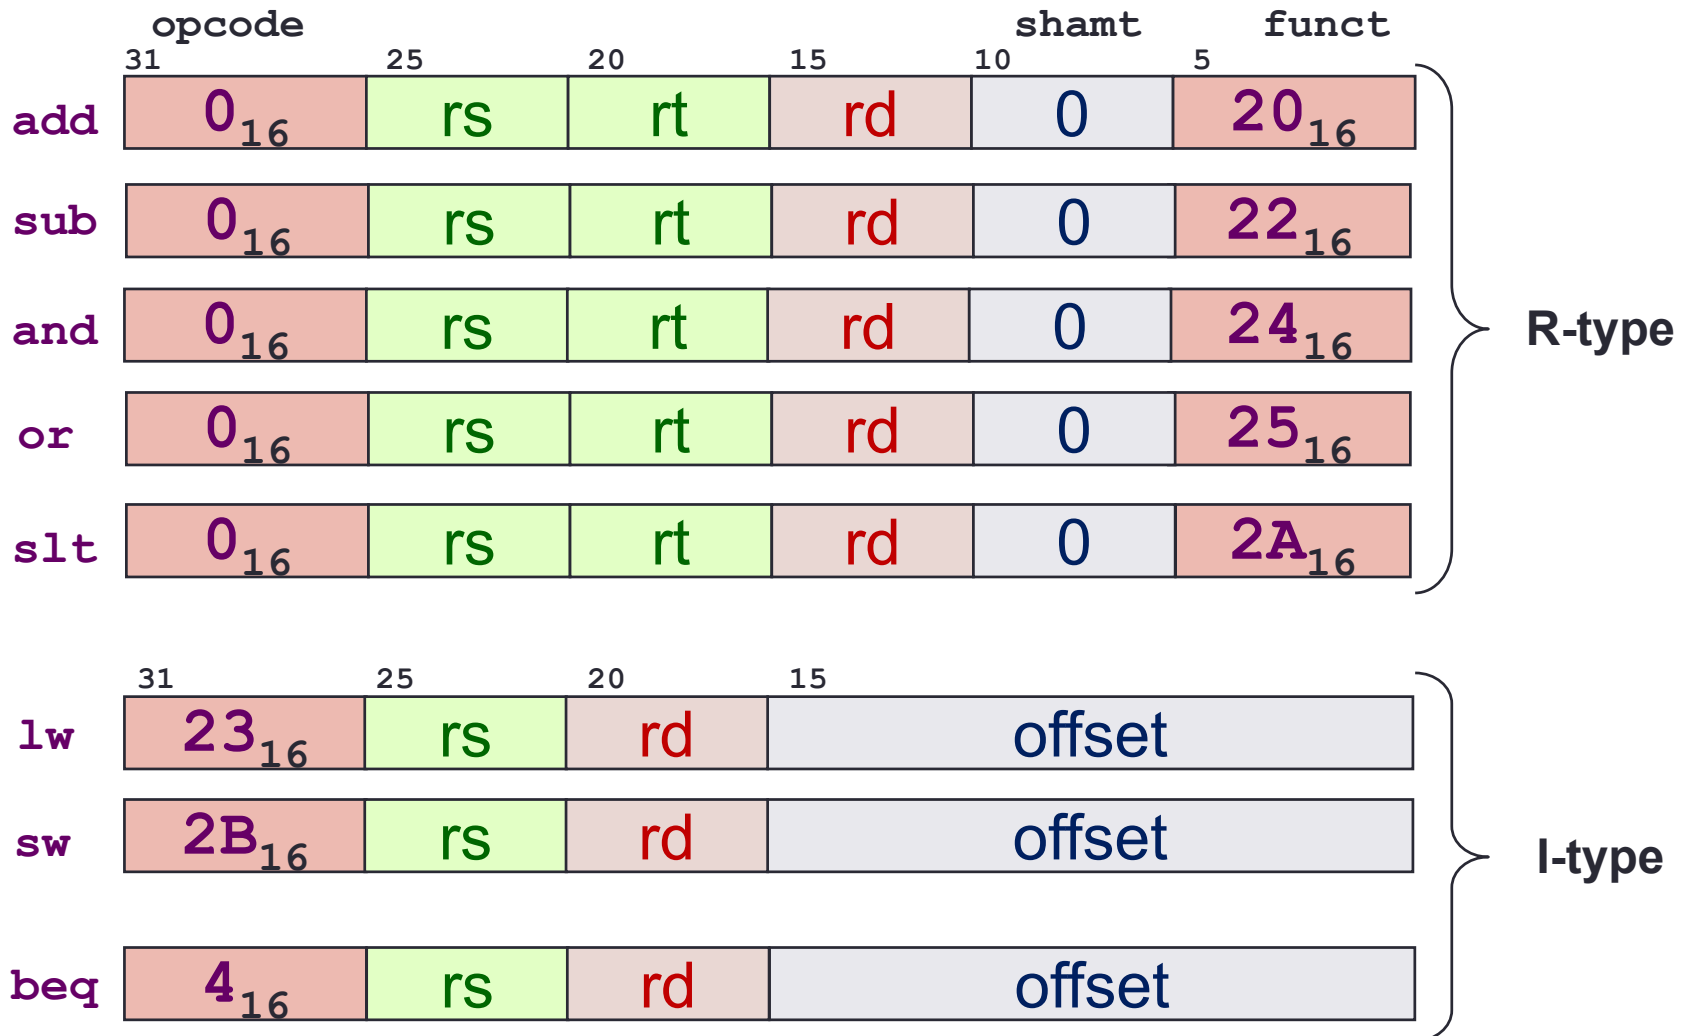 opcode shamt funct
31 25 20 15 10 5
add 0₁₆ rs rt rd 0 20₁₆
sub 0₁₆ rs rt rd 0 22₁₆
and 0₁₆ rs rt rd 0 24₁₆
R-type
or 0₁₆ rs rt rd 0 25₁₆
slt 0₁₆ rs rt rd 0 2A₁₆
31 25 20 15
lw 23₁₆ rs rd offset
sw 2B₁₆ rs rd offset
I-type
beq 4₁₆ rs rd offset